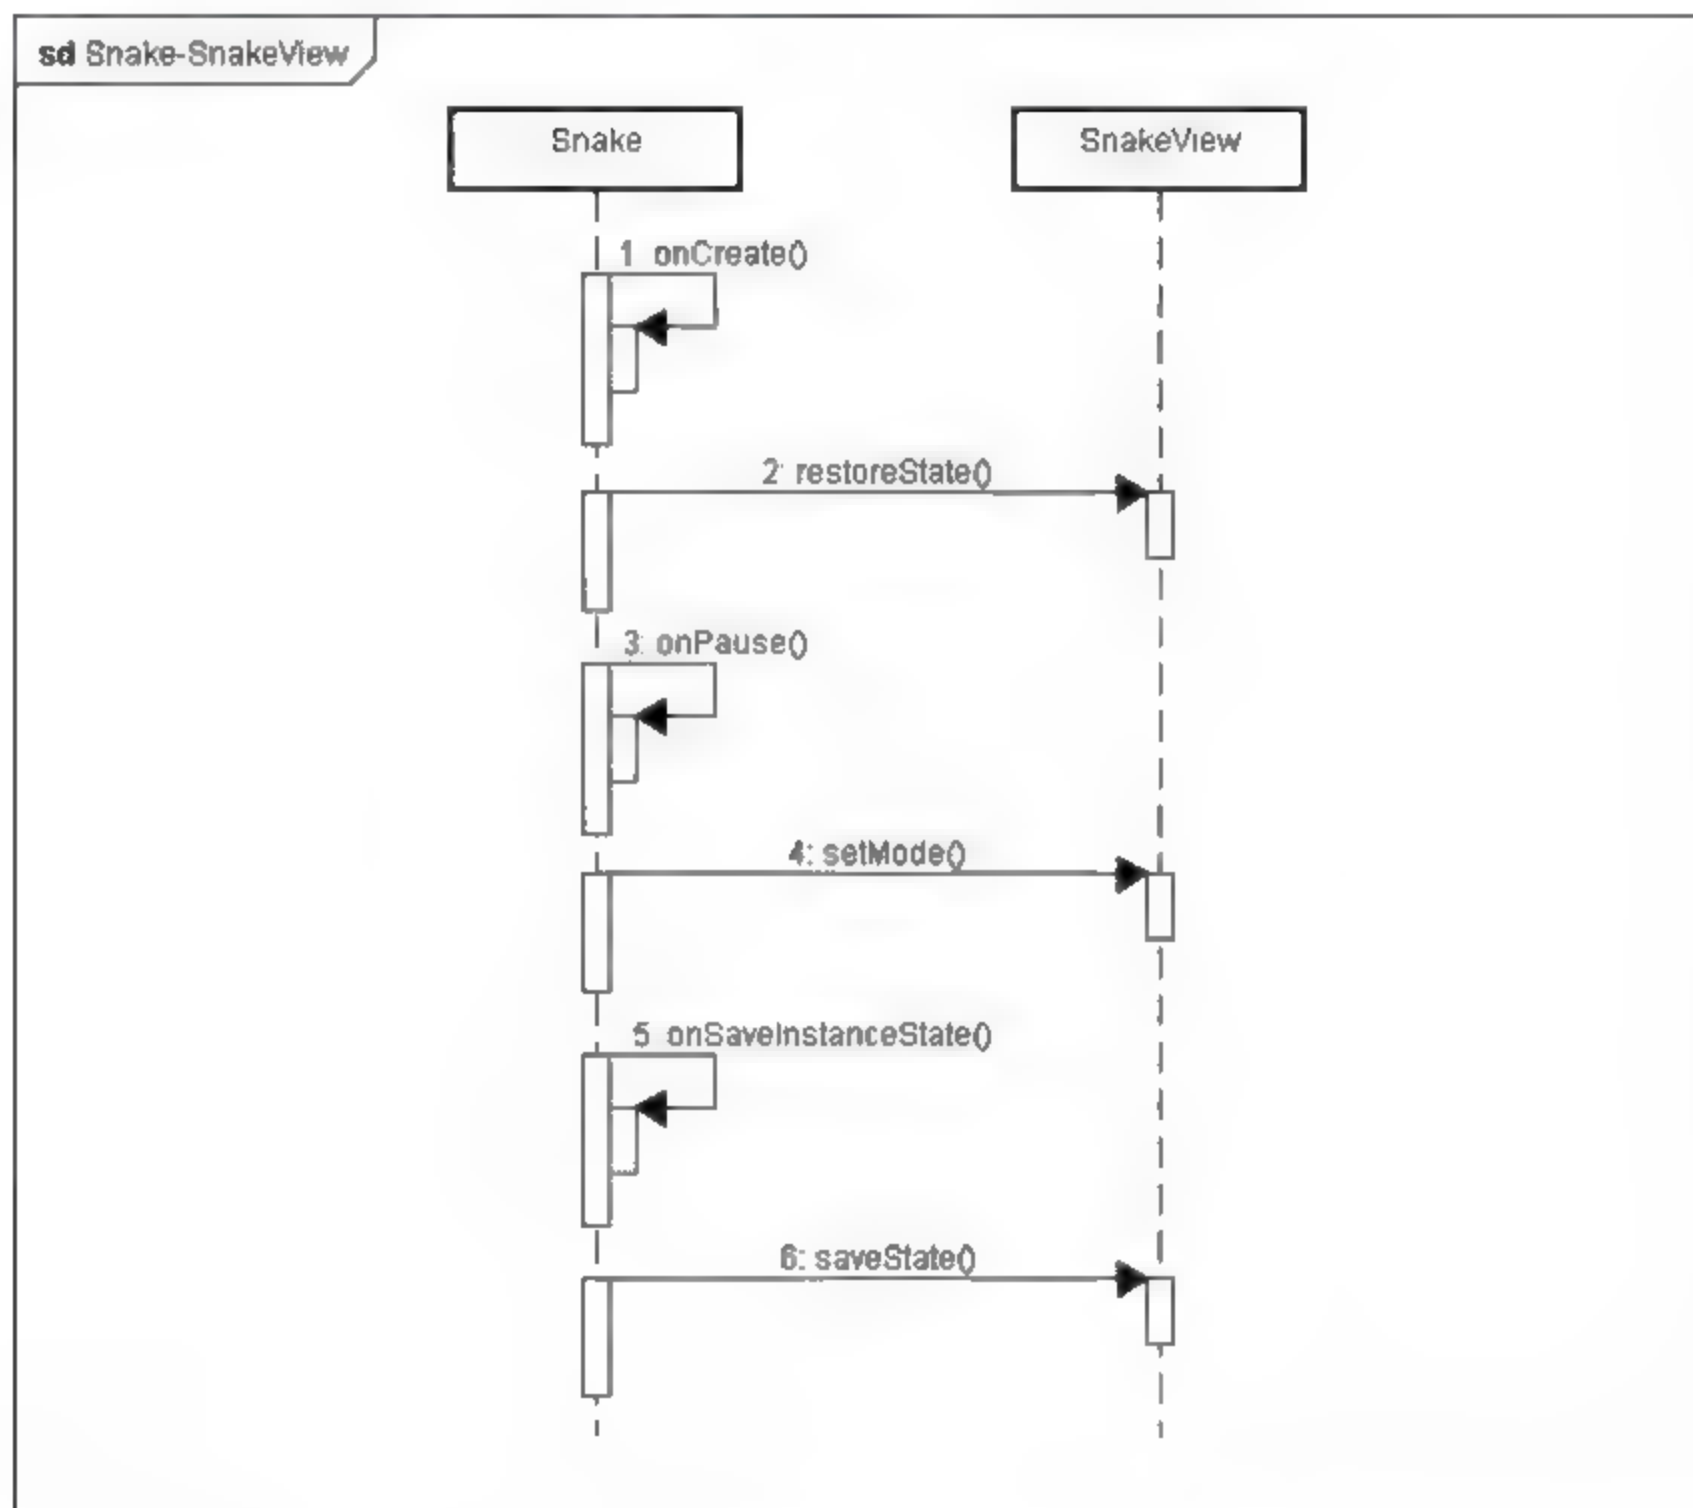 sd Snake-SnakeView
Snake
SnakeView
1 onCreate()
2: restoreState()
3: onPause()
4: setMode()
5 onSaveInstanceState()
6: saveState()